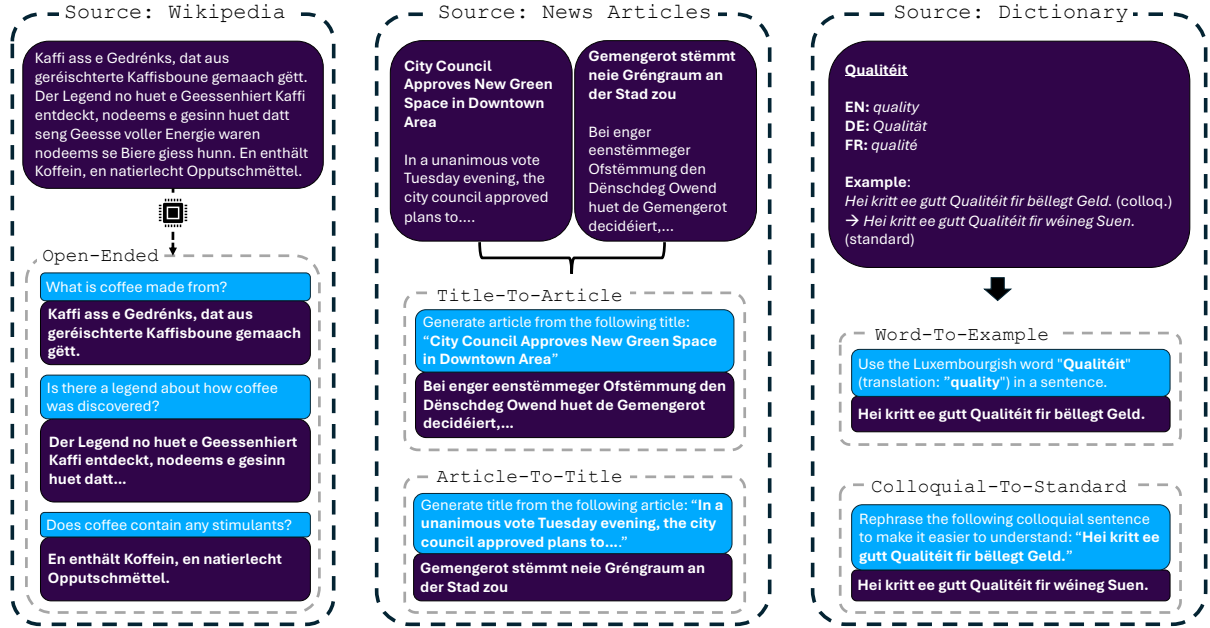 Source: Wikipedia
Kaffi ass e Gedrénks, dat aus
geréischterte Kaffisboune gemaach gëtt.
Der Legend no huet e Geessenhiert Kaffi
entdeckt, nodeems e gesinn huet datt
seng Geesse voller Energie waren
nodeems se Biere giess hunn. En enthält
Koffein, en natierlecht Opputschmëttel.
Open-Ended
What is coffee made from?
Kaffi ass e Gedrénks, dat aus
geréischterte Kaffisboune gemaach
gëtt.
Is there a legend about how coffee
was discovered?
Der Legend no huet e Geessenhiert
Kaffi entdeckt, nodeems e gesinn
huet datt...
Does coffee contain any stimulants?
En enthält Koffein, en natierlecht
Opputschmëttel.
Source: News Articles
City Council
Approves New Green
Space in Downtown
Area
In a unanimous vote
Tuesday evening, the
city council approved
plans to....
Gemengerot stëmmt
neie Gréngraum an
der Stad zou
Bei enger
eenstëmmeger
Ofstëmmung den
Dënschdeg Owend
huet de Gemengerot
decidéiert,...
Title-To-Article
Generate article from the following title:
“City Council Approves New Green Space
in Downtown Area”
Bei enger eenstëmmeger Ofstëmmung den
Dënschdeg Owend huet de Gemengerot
decidéiert,...
Article-To-Title
Generate title from the following article: “In a
unanimous vote Tuesday evening, the city
council approved plans to….”
Gemengerot stëmmt neie Gréngraum an
der Stad zou
Source: Dictionary
Qualitéit
EN: quality
DE: Qualität
FR: qualité
Example:
Hei kritt ee gutt Qualitéit fir bëllegt Geld. (colloq.)
→ Hei kritt ee gutt Qualitéit fir wéineg Suen.
(standard)
Word-To-Example
Use the Luxembourgish word "Qualitéit"
(translation: ”quality") in a sentence.
Hei kritt ee gutt Qualitéit fir bëllegt Geld.
Colloquial-To-Standard
Rephrase the following colloquial sentence
to make it easier to understand: “Hei kritt ee
gutt Qualitéit fir bëllegt Geld.”
Hei kritt ee gutt Qualitéit fir wéineg Suen.